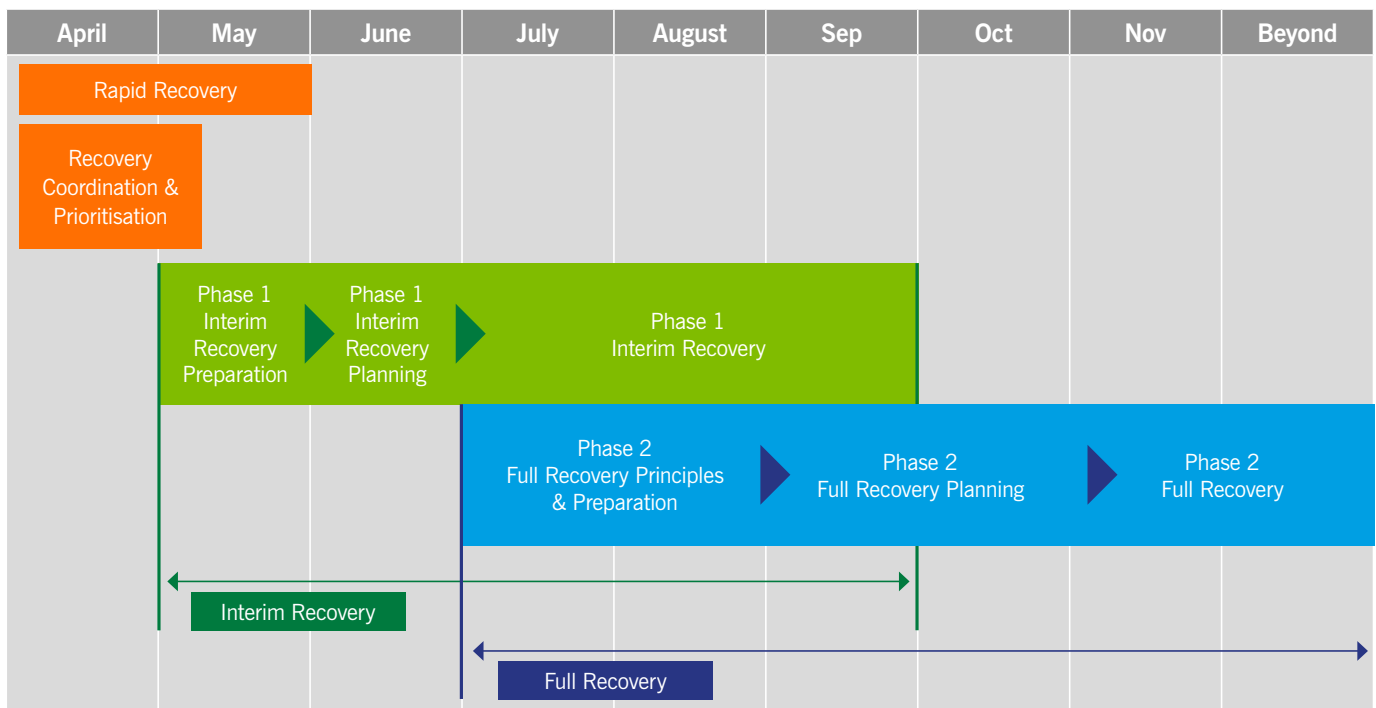 April May June July August Sep Oct Nov Beyond
Rapid Recovery
Recovery
Coordination &
Prioritisation
Phase 1
Interim
Recovery
Preparation
Phase 1
Interim
Recovery
Planning
Phase 1
Interim Recovery
Phase 2
Full Recovery Principles
& Preparation
Phase 2
Full Recovery Planning
Phase 2
Full Recovery
Interim Recovery
Full Recovery